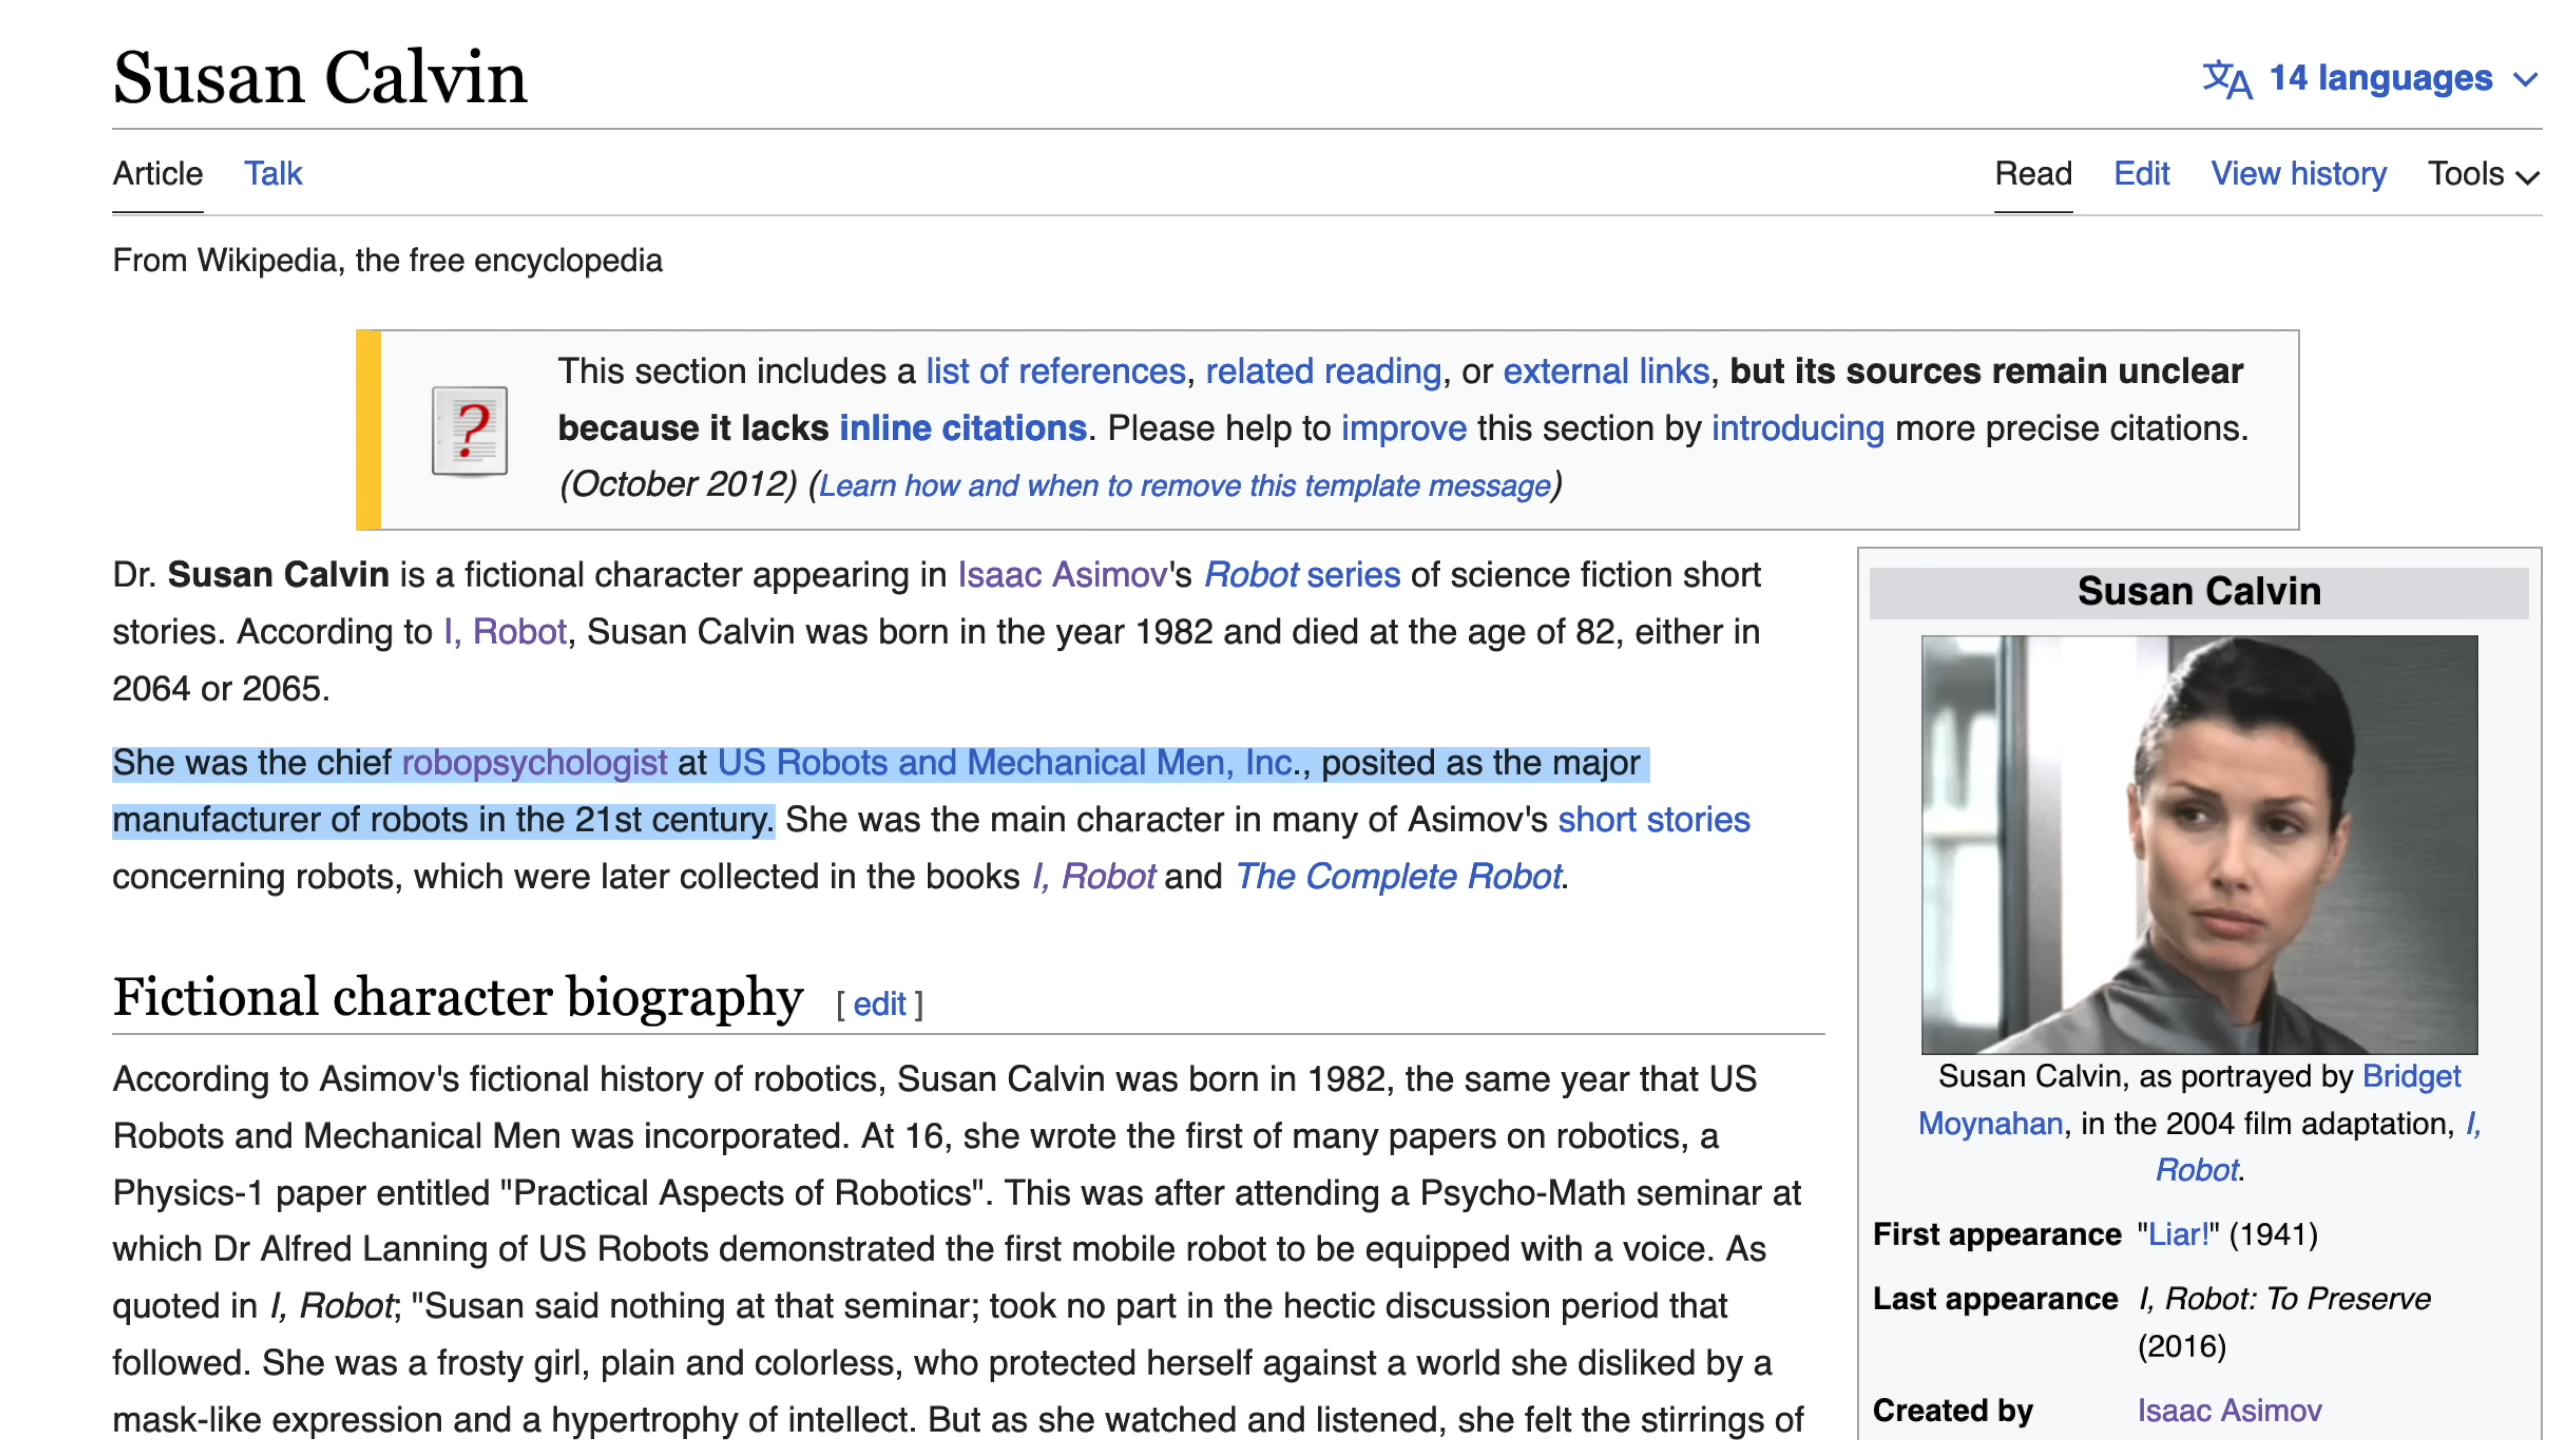 Susan Calvin
14 languages
Article Talk
Read Edit View history Tools
From Wikipedia, the free encyclopedia
This section includes a list of references, related reading, or external links, but its sources remain unclear
because it lacks inline citations. Please help to improve this section by introducing more precise citations.
(October 2012) (Learn how and when to remove this template message)
Dr. Susan Calvin is a fictional character appearing in Isaac Asimov's Robot series of science fiction short
stories. According to I, Robot, Susan Calvin was born in the year 1982 and died at the age of 82, either in
2064 or 2065.
She was the chief robopsychologist at US Robots and Mechanical Men, Inc., posited as the major
manufacturer of robots in the 21st century. She was the main character in many of Asimov's short stories
concerning robots, which were later collected in the books I, Robot and The Complete Robot.
Fictional character biography [ edit ]
According to Asimov's fictional history of robotics, Susan Calvin was born in 1982, the same year that US
Robots and Mechanical Men was incorporated. At 16, she wrote the first of many papers on robotics, a
Physics-1 paper entitled "Practical Aspects of Robotics". This was after attending a Psycho-Math seminar at
which Dr Alfred Lanning of US Robots demonstrated the first mobile robot to be equipped with a voice. As
quoted in I, Robot; "Susan said nothing at that seminar; took no part in the hectic discussion period that
followed. She was a frosty girl, plain and colorless, who protected herself against a world she disliked by a
mask-like expression and a hypertrophy of intellect. But as she watched and listened, she felt the stirrings of
Susan Calvin
Susan Calvin, as portrayed by Bridget
Moynahan, in the 2004 film adaptation, I,
Robot.
First appearance "Liar!" (1941)
Last appearance I, Robot: To Preserve
(2016)
Created by Isaac Asimov